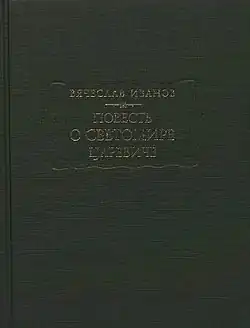 ВЯЧЕСЛАВ ИВАНОВ
ПОВЕСТЬ
О СВЕТОМИРЕ
ЦАРЕВИЧЕ